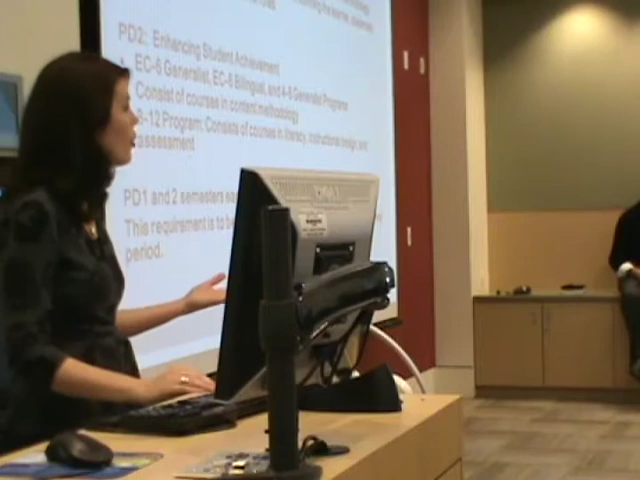 PD2: Enhancing Student Achievement
EC-6 Generalist, EC-6 Bilingual, and 4-8 Generalist Programs
Consist of courses in content methodology
8-12 Program: Consists of courses in literacy, instructional design, and
assessment
PD1 and 2 semesters
This requirement is to be
period.